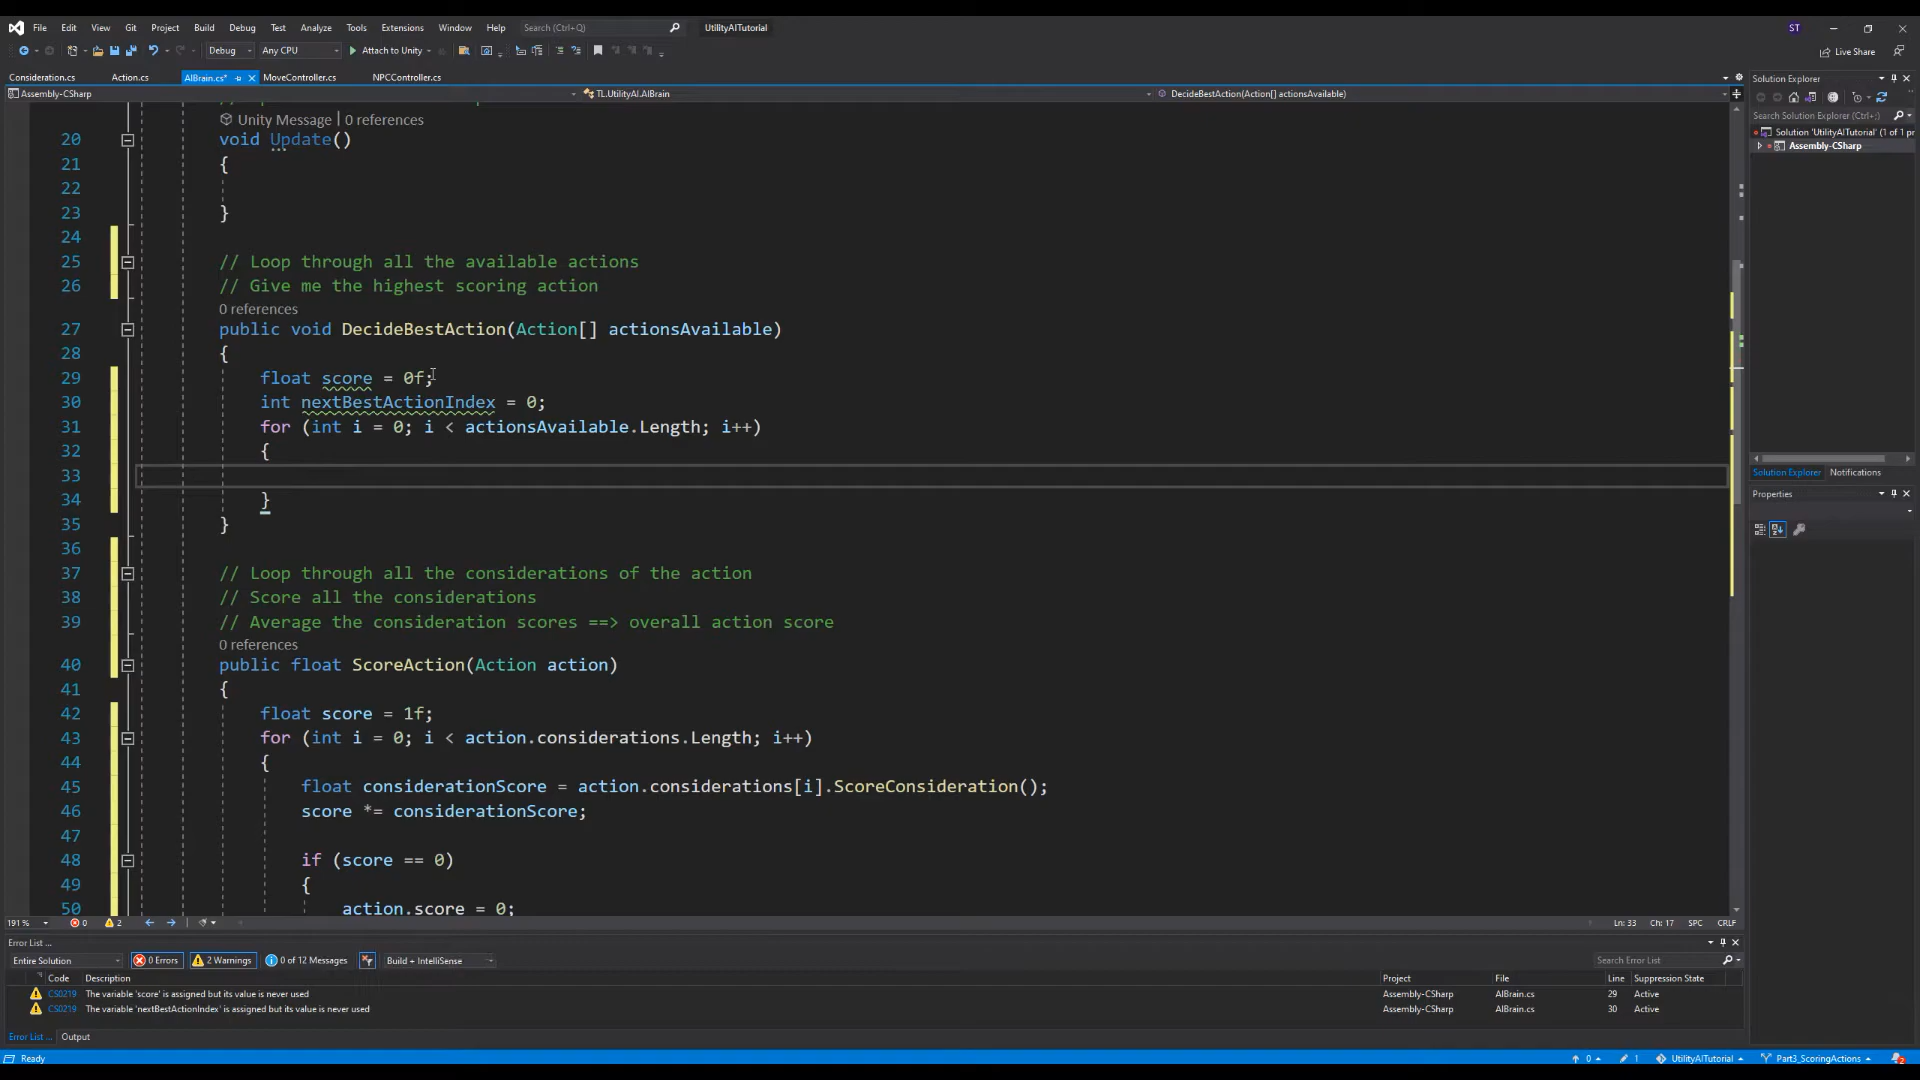 File Edit View Git Project Build Debug Test Analyze Tools Extensions Window Help Search (Ctrl+Q) UtilityAITutorial ST
Debug Any CPU Attach to Unity Live Share
Consideration.cs Action.cs AIBrain.cs* MoveController.cs NPCController.cs
Assembly-CSharp TL.UtilityAI.AIBrain DecideBestAction(Action[] actionsAvailable)
Solution Explorer
Search Solution Explorer (Ctrl+;)
Solution 'UtilityAITutorial' (1 of 1 pr
Assembly-CSharp
Solution Explorer Notifications
Properties
Unity Message | 0 references
20 void Update()
21 {
22
23 }
24
25 // Loop through all the available actions
26 // Give me the highest scoring action
0 references
27 public void DecideBestAction(Action[] actionsAvailable)
28 {
29 float score = 0f;
30 int nextBestActionIndex = 0;
31 for (int i = 0; i < actionsAvailable.Length; i++)
32 {
33
34 }
35 }
36
37 // Loop through all the considerations of the action
38 // Score all the considerations
39 // Average the consideration scores ==> overall action score
0 references
40 public float ScoreAction(Action action)
41 {
42 float score = 1f;
43 for (int i = 0; i < action.considerations.Length; i++)
44 {
45 float considerationScore = action.considerations[i].ScoreConsideration();
46 score *= considerationScore;
47
48 if (score == 0)
49 {
50 action.score = 0;
191 % 0 2 Ln: 33 Ch: 17 SPC CRLF
Error List ...
Entire Solution 0 Errors 2 Warnings 0 of 12 Messages Build + IntelliSense Search Error List
Code Description Project File Line Suppression State
CS0219 The variable 'score' is assigned but its value is never used Assembly-CSharp AIBrain.cs 29 Active
CS0219 The variable 'nextBestActionIndex' is assigned but its value is never used Assembly-CSharp AIBrain.cs 30 Active
Error List ... Output
Ready 0 1 UtilityAITutorial Part3_ScoringActions 2